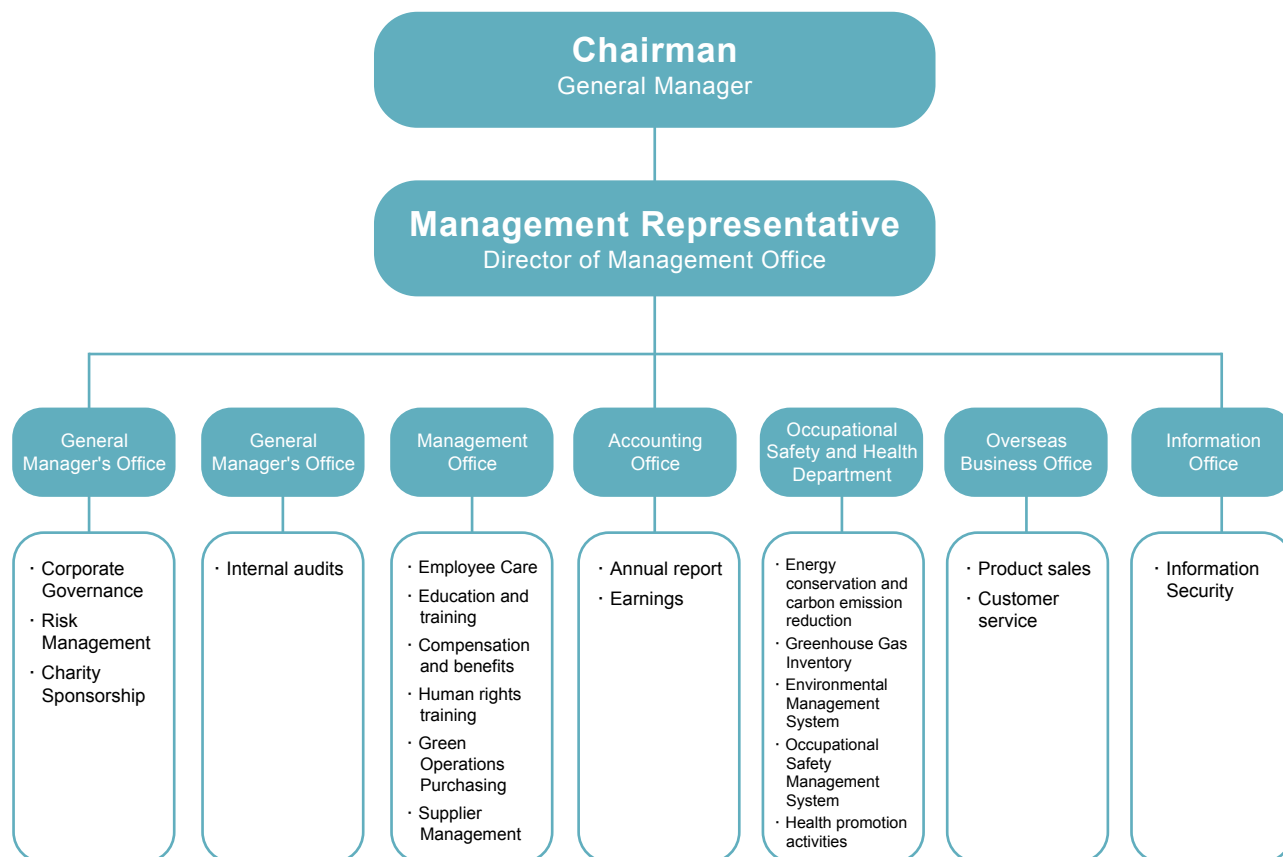 Chairman
General Manager
Management Representative
Director of Management Office
General
Manager's Office
· Corporate
Governance
· Risk
Management
· Charity
Sponsorship
General
Manager's Office
· Internal audits
Management
Office
· Employee Care
· Education and
training
· Compensation
and benefits
· Human rights
training
· Green
Operations
Purchasing
· Supplier
Management
Accounting
Office
· Annual report
· Earnings
Occupational
Safety and Health
Department
· Energy
conservation and
carbon emission
reduction
· Greenhouse Gas
Inventory
· Environmental
Management
System
· Occupational
Safety
Management
System
· Health promotion
activities
Overseas
Business Office
· Product sales
· Customer
service
Information
Office
· Information
Security